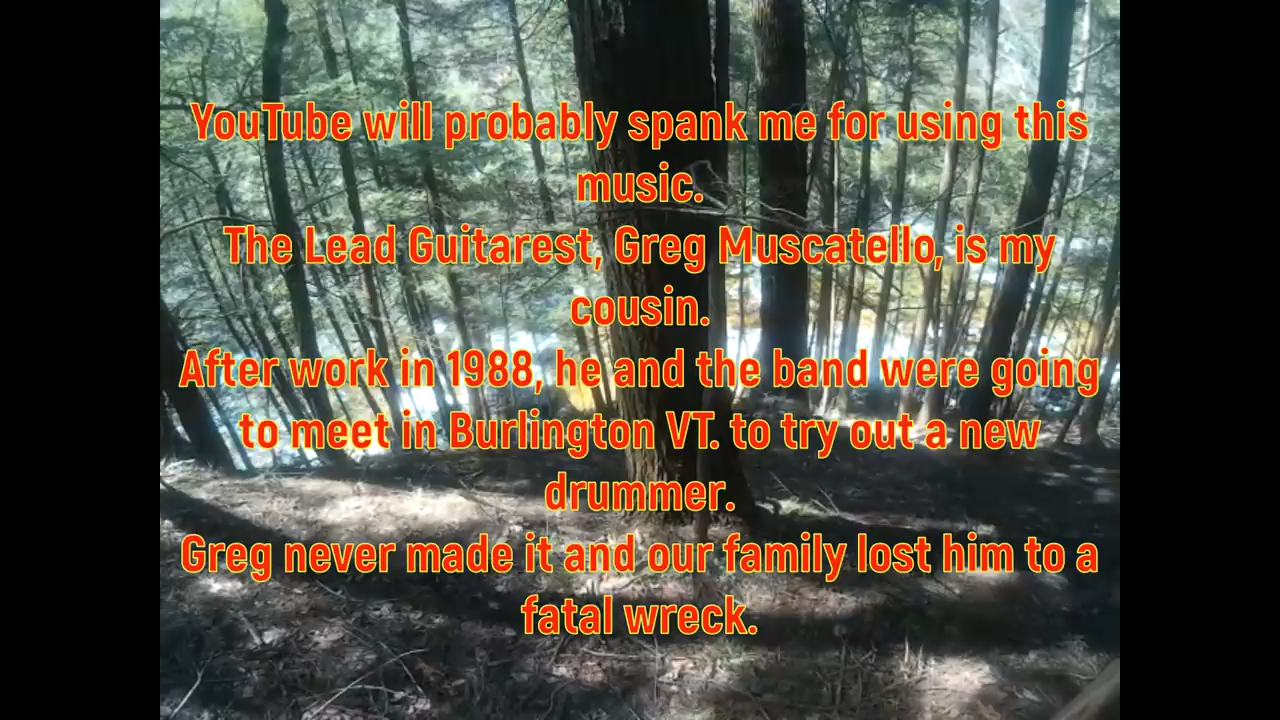 YouTube will probably spank me for using this
music.
The Lead Guitarest, Greg Muscatello, is my
cousin.
After work in 1988, he and the band were going
to meet in Burlington VT. to try out a new
drummer.
Greg never made it and our family lost him to a
fatal wreck.